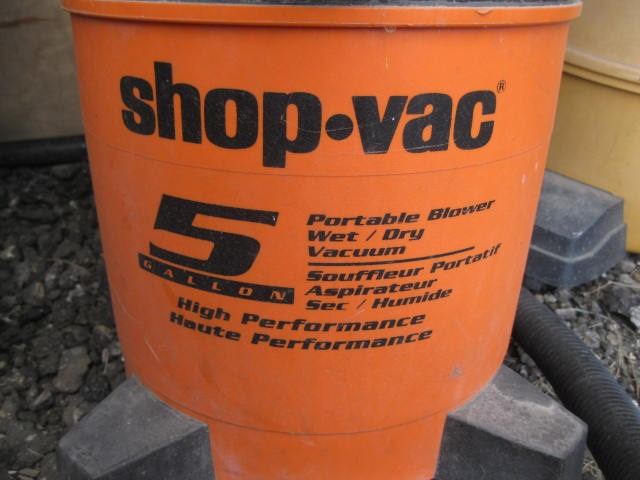 shop•vac®
5
GALLON
Portable Blower
Wet / Dry
Vacuum
Souffleur Portatif
Aspirateur
Sec / Humide
High Performance
Haute Performance